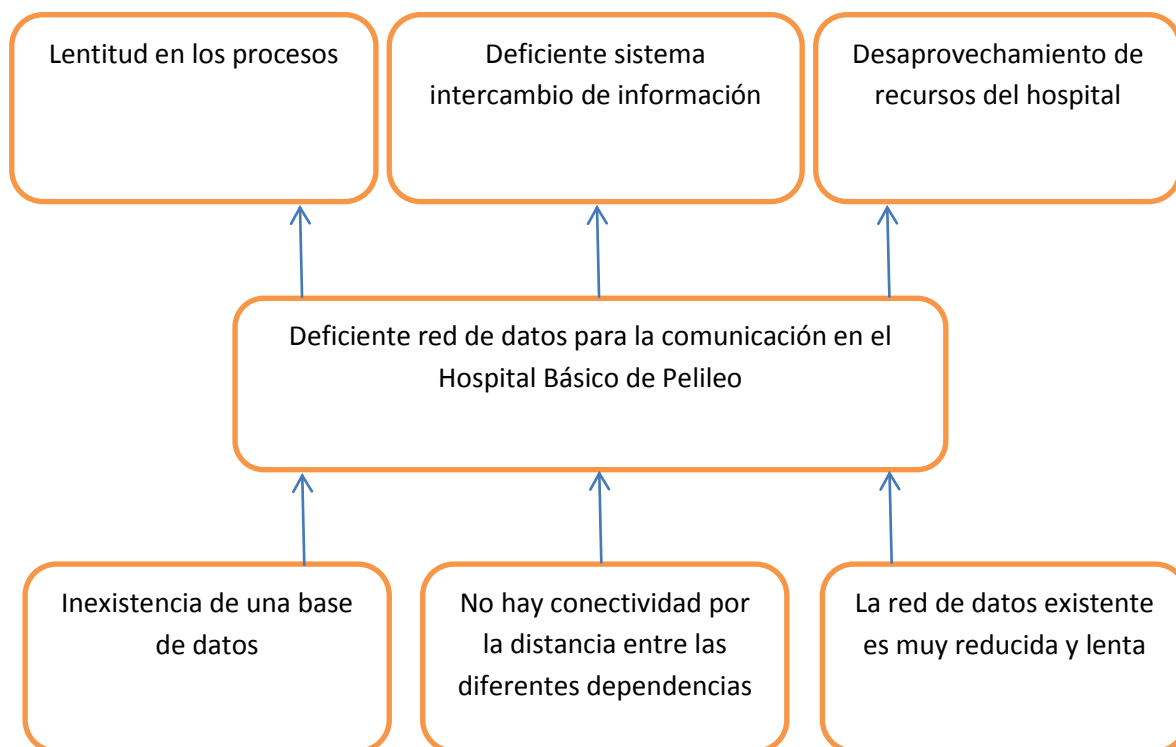 Lentitud en los procesos
Deficiente sistema
intercambio de información
Desaprovechamiento de
recursos del hospital
Deficiente red de datos para la comunicación en el
Hospital Básico de Pelileo
Inexistencia de una base
de datos
No hay conectividad por
la distancia entre las
diferentes dependencias
La red de datos existente
es muy reducida y lenta